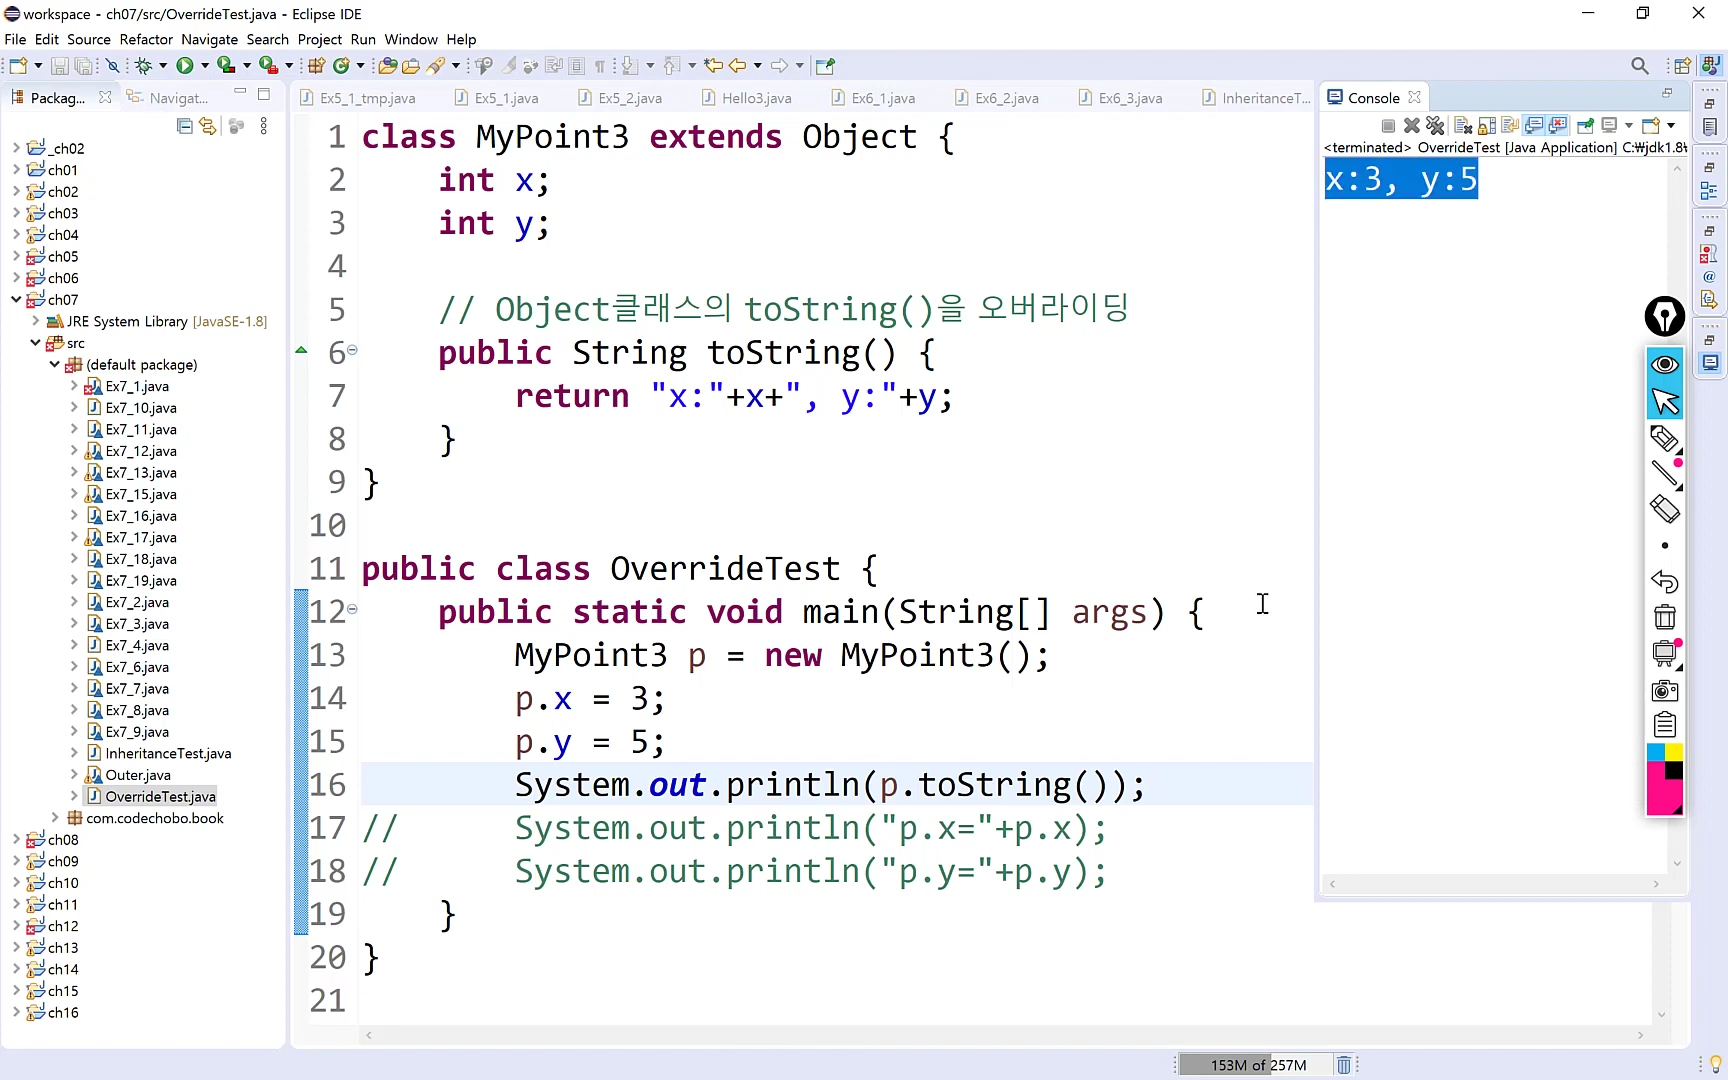 workspace - ch07/src/OverrideTest.java - Eclipse IDE
File Edit Source Refactor Navigate Search Project Run Window Help
Packag... Navigat...
_ch02
ch01
ch02
ch03
ch04
ch05
ch06
ch07
JRE System Library [JavaSE-1.8]
src
(default package)
Ex7_1.java
Ex7_10.java
Ex7_11.java
Ex7_12.java
Ex7_13.java
Ex7_15.java
Ex7_16.java
Ex7_17.java
Ex7_18.java
Ex7_19.java
Ex7_2.java
Ex7_3.java
Ex7_4.java
Ex7_6.java
Ex7_7.java
Ex7_8.java
Ex7_9.java
InheritanceTest.java
Outer.java
OverrideTest.java
com.codechobo.book
ch08
ch09
ch10
ch11
ch12
ch13
ch14
ch15
ch16
Ex5_1_tmp.java Ex5_1.java Ex5_2.java Hello3.java Ex6_1.java Ex6_2.java Ex6_3.java InheritanceT...
1 class MyPoint3 extends Object {
2 int x;
3 int y;
4
5 // Object클래스의 toString()을 오버라이딩
6 public String toString() {
7 return "x:"+x+", y:"+y;
8 }
9 }
10
11 public class OverrideTest {
12 public static void main(String[] args) {
13 MyPoint3 p = new MyPoint3();
14 p.x = 3;
15 p.y = 5;
16 System.out.println(p.toString());
17 // System.out.println("p.x="+p.x);
18 // System.out.println("p.y="+p.y);
19 }
20 }
21
Console
<terminated> OverrideTest [Java Application] C:₩jdk1.8₩
x:3, y:5
153M of 257M